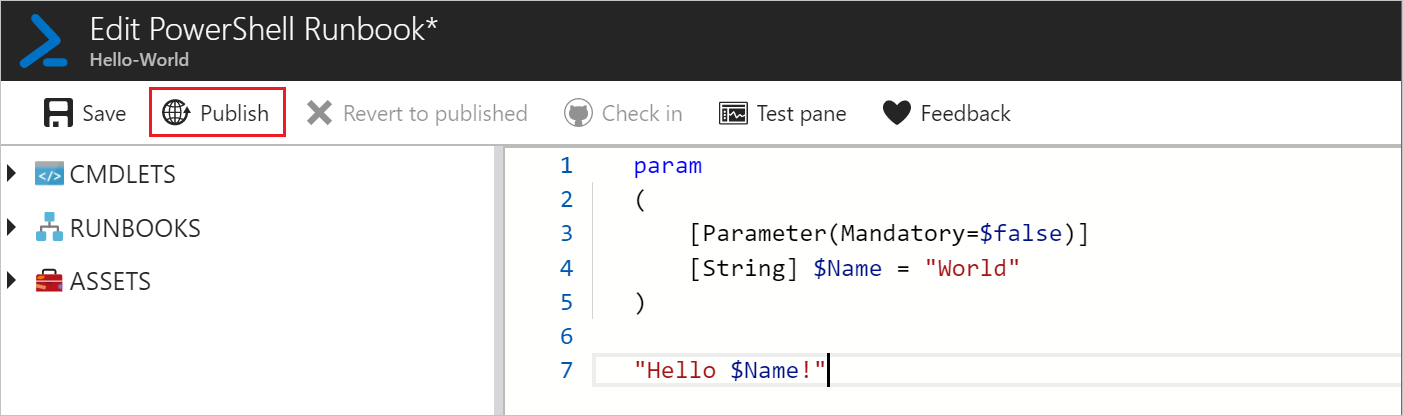 Edit PowerShell Runbook*
Hello-World
Save Publish Revert to published Check in Test pane Feedback
CMDLETS
RUNBOOKS
ASSETS
1 param
2 (
3 [Parameter(Mandatory=$false)]
4 [String] $Name = "World"
5 )
6
7 "Hello $Name!"